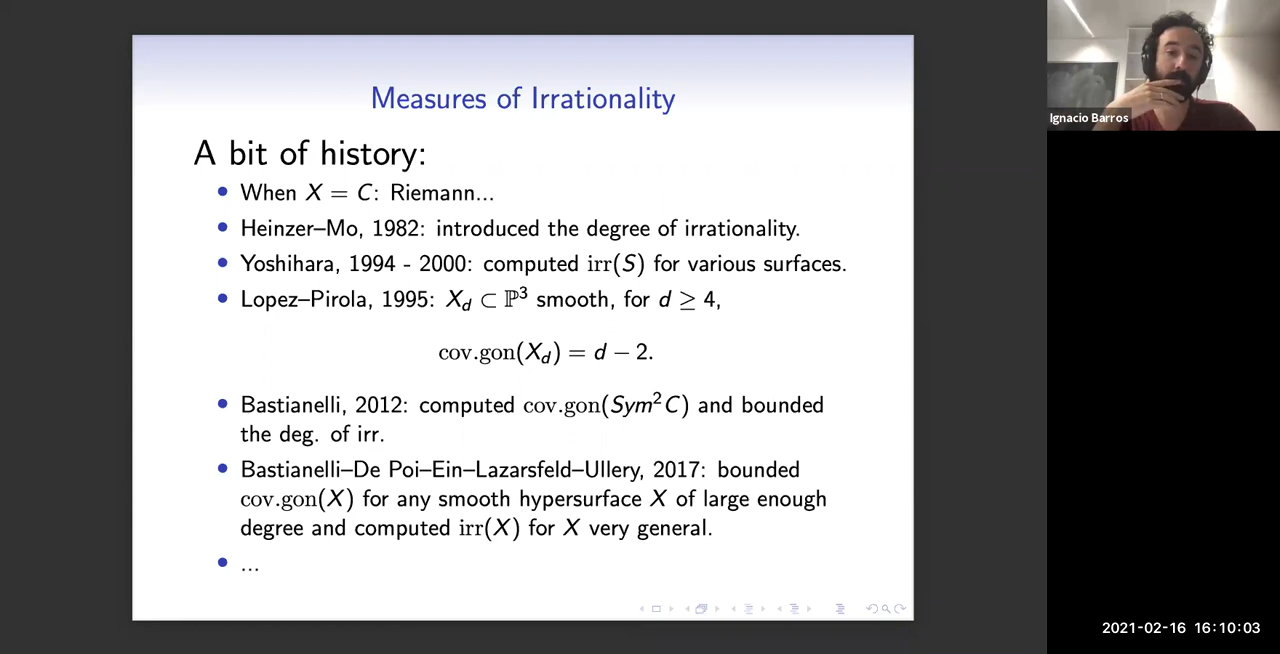 Measures of Irrationality
A bit of history:
• When X = C: Riemann...
• Heinzer–Mo, 1982: introduced the degree of irrationality.
• Yoshihara, 1994 - 2000: computed irr(S) for various surfaces.
• Lopez–Pirola, 1995: X_d ⊂ ℙ³ smooth, for d ≥ 4,
cov.gon(X_d) = d − 2.
• Bastianelli, 2012: computed cov.gon(Sym²C) and bounded
the deg. of irr.
• Bastianelli–De Poi–Ein–Lazarsfeld–Ullery, 2017: bounded
cov.gon(X) for any smooth hypersurface X of large enough
degree and computed irr(X) for X very general.
• ...
Ignacio Barros
2021-02-16 16:10:03